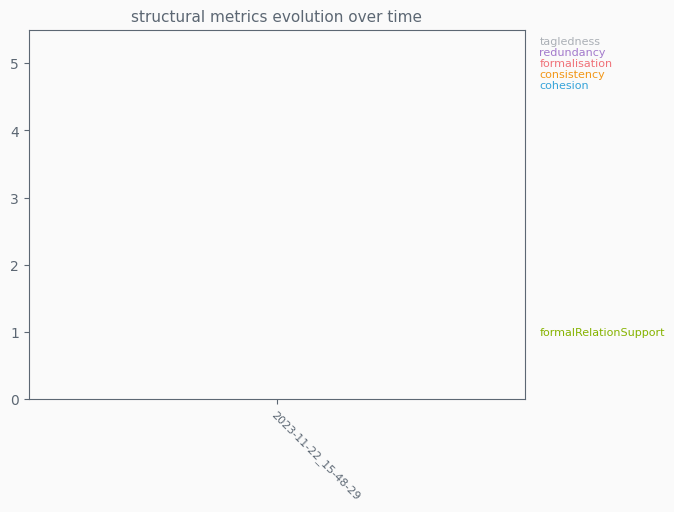 structural metrics evolution over time
tagledness
redundancy
formalisation
consistency
cohesion
formalRelationSupport
5
4
3
2
1
0
2023-11-22_15-48-29